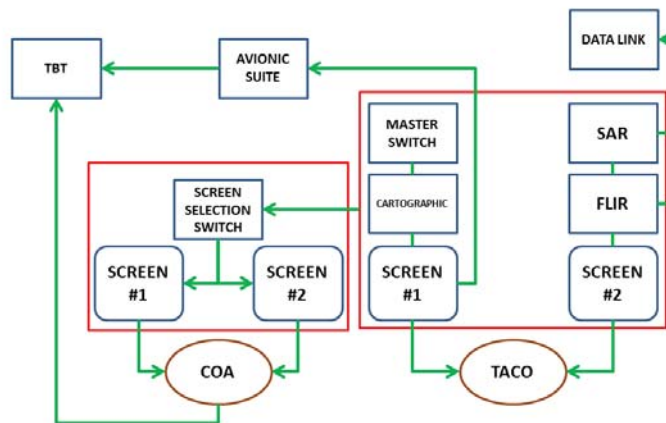 DATA LINK
TBT
AVIONIC
SUITE
MASTER
SWITCH
SAR
SCREEN
SELECTION
SWITCH
CARTOGRAPHIC
FLIR
SCREEN
#1
SCREEN
#2
SCREEN
#1
SCREEN
#2
COA
TACO